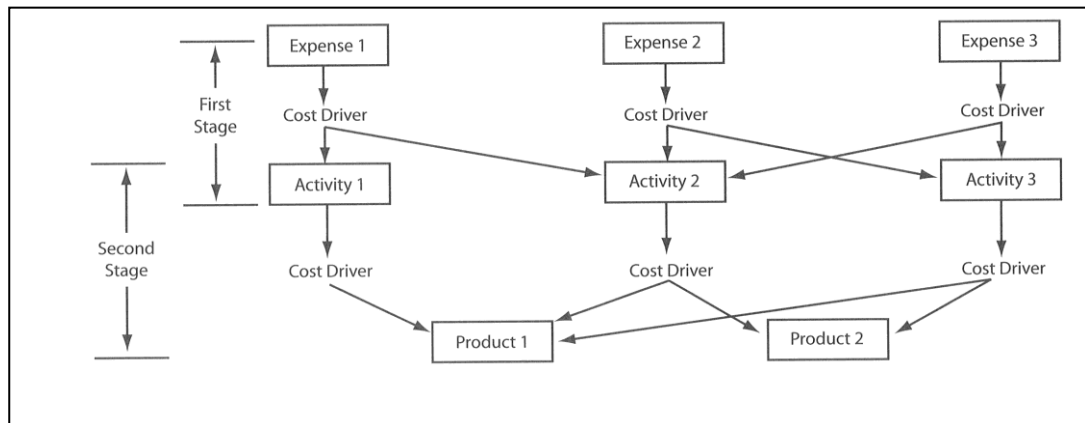 Expense 1
Expense 2
Expense 3
First
Stage
Cost Driver
Cost Driver
Cost Driver
Activity 1
Activity 2
Activity 3
Second
Stage
Cost Driver
Cost Driver
Cost Driver
Product 1
Product 2